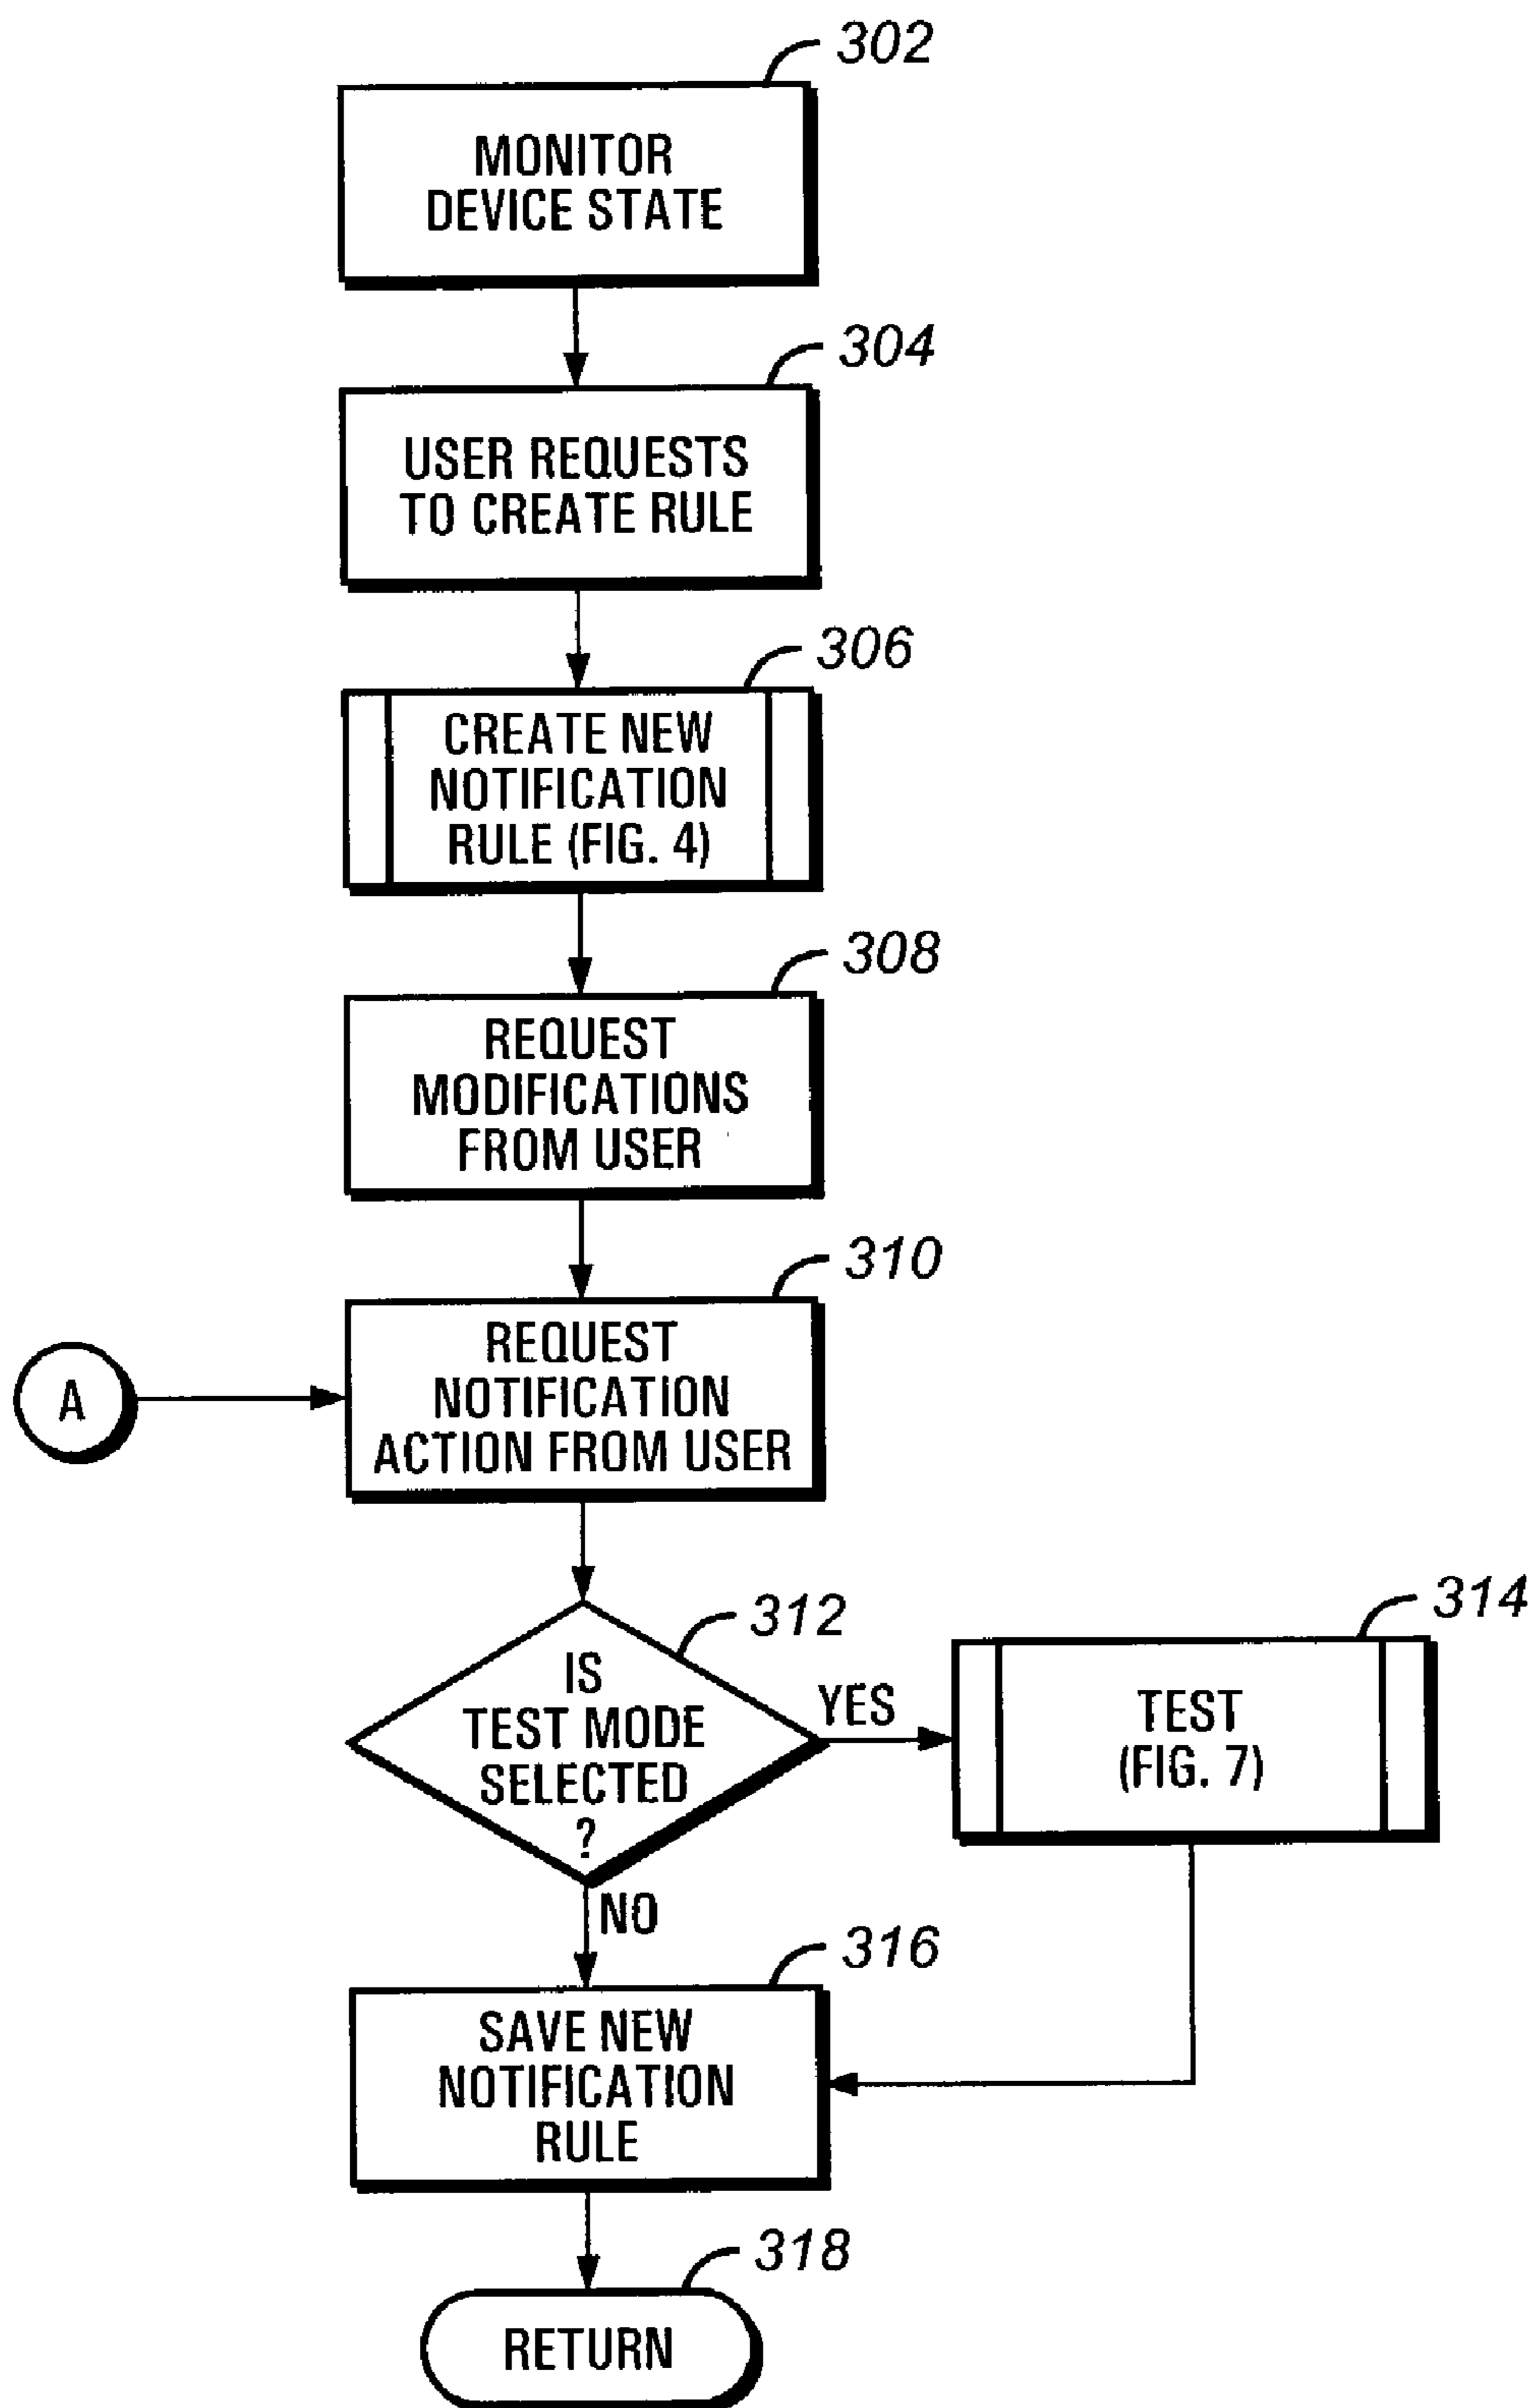 302
MONITOR
DEVICE STATE
304
USER REQUESTS
TO CREATE RULE
306
CREATE NEW
NOTIFICATION
RULE (FIG. 4)
308
REQUEST
MODIFICATIONS
FROM USER
310
REQUEST
NOTIFICATION
ACTION FROM USER
A
312
IS
TEST MODE
SELECTED
?
YES
314
TEST
(FIG. 7)
NO
316
SAVE NEW
NOTIFICATION
RULE
318
RETURN